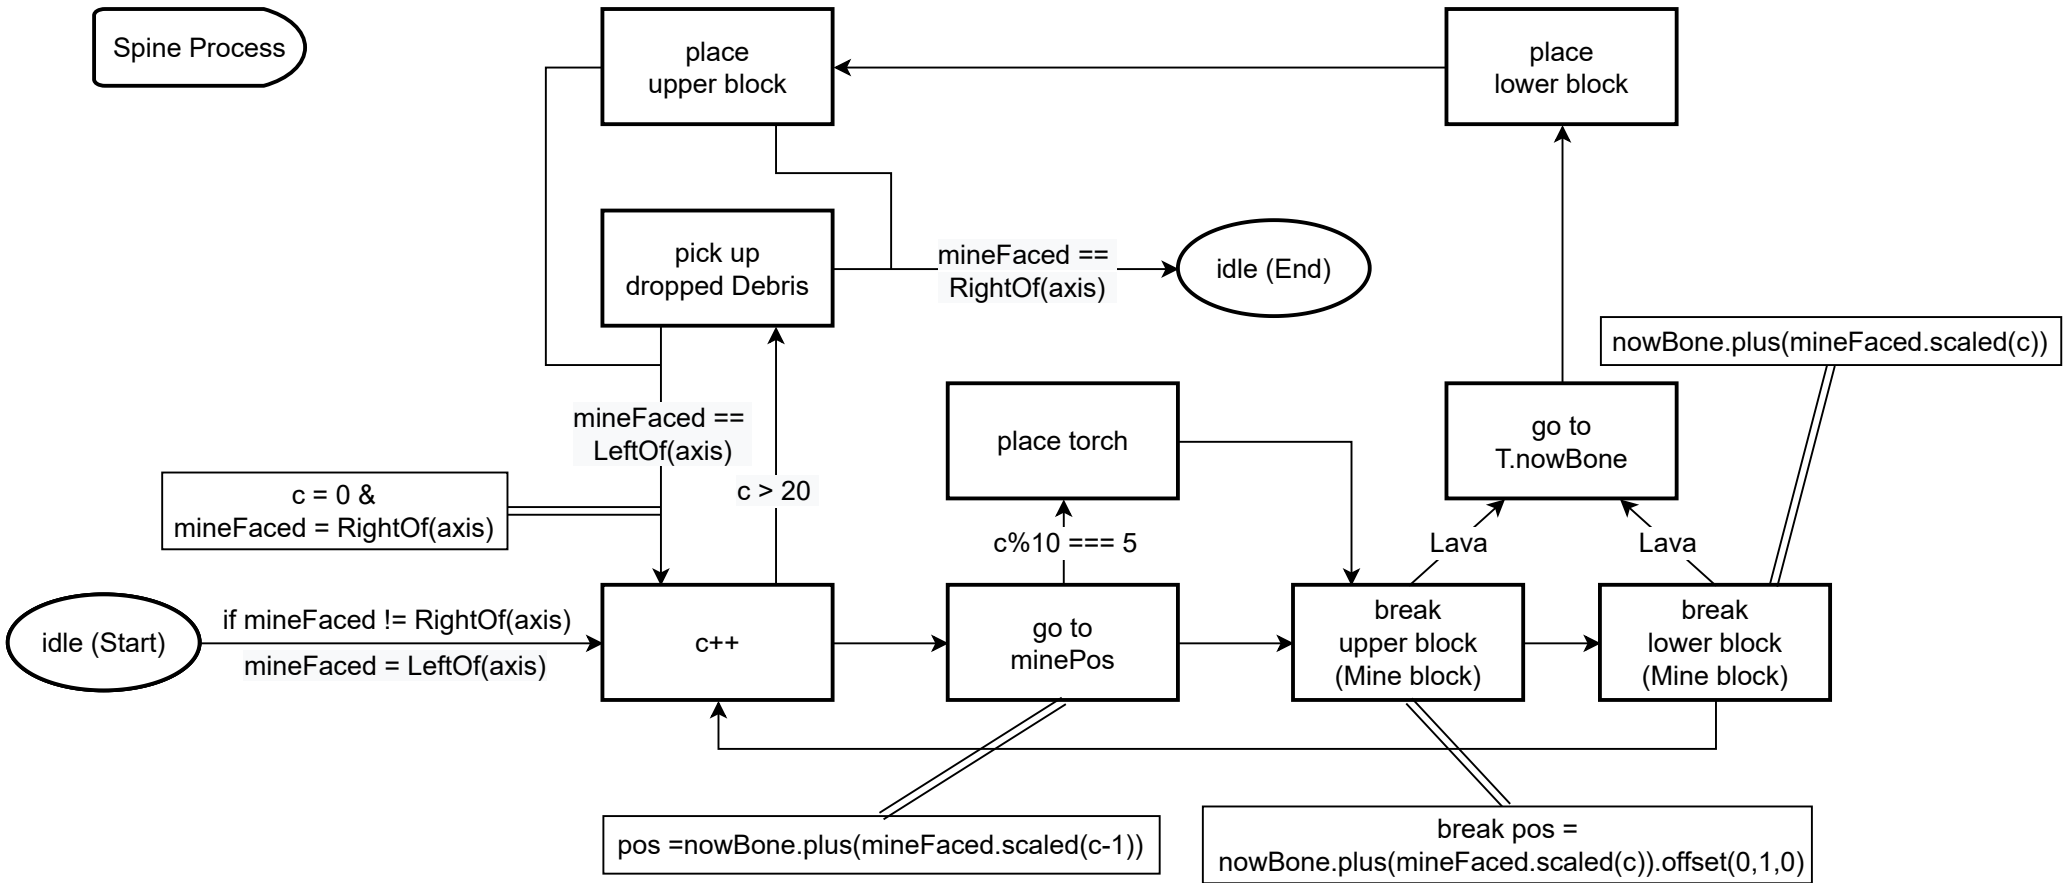 Spine Process
place
upper block
place
lower block
pick up
dropped Debris
mineFaced ==
RightOf(axis)
idle (End)
nowBone.plus(mineFaced.scaled(c))
mineFaced ==
LeftOf(axis)
place torch
go to
T.nowBone
c > 20
c = 0 &
mineFaced = RightOf(axis)
c%10 === 5
Lava
Lava
idle (Start)
if mineFaced != RightOf(axis)
mineFaced = LeftOf(axis)
c++
go to
minePos
break
upper block
(Mine block)
break
lower block
(Mine block)
pos =nowBone.plus(mineFaced.scaled(c-1))
break pos =
nowBone.plus(mineFaced.scaled(c)).offset(0,1,0)